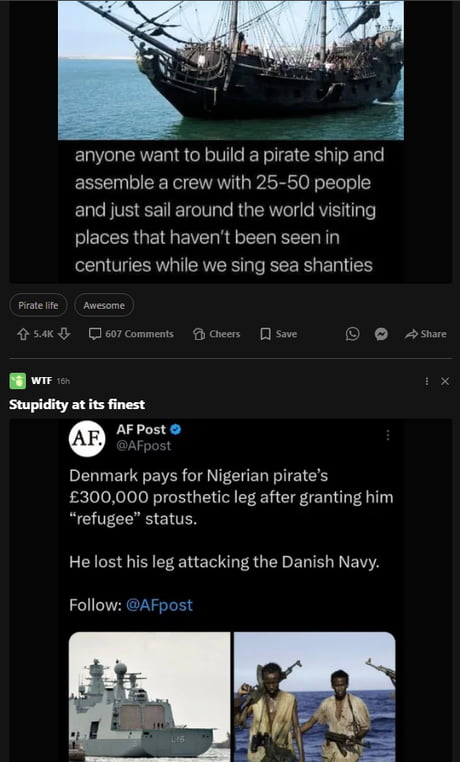 anyone want to build a pirate ship and
assemble a crew with 25-50 people
and just sail around the world visiting
places that haven't been seen in
centuries while we sing sea shanties
Pirate life
Awesome
5.4K
607 Comments
Cheers
Save
Share
WTF 16h
Stupidity at its finest
AF.
AF Post
@AFpost
Denmark pays for Nigerian pirate's
£300,000 prosthetic leg after granting him
"refugee" status.
He lost his leg attacking the Danish Navy.
Follow: @AFpost
L16